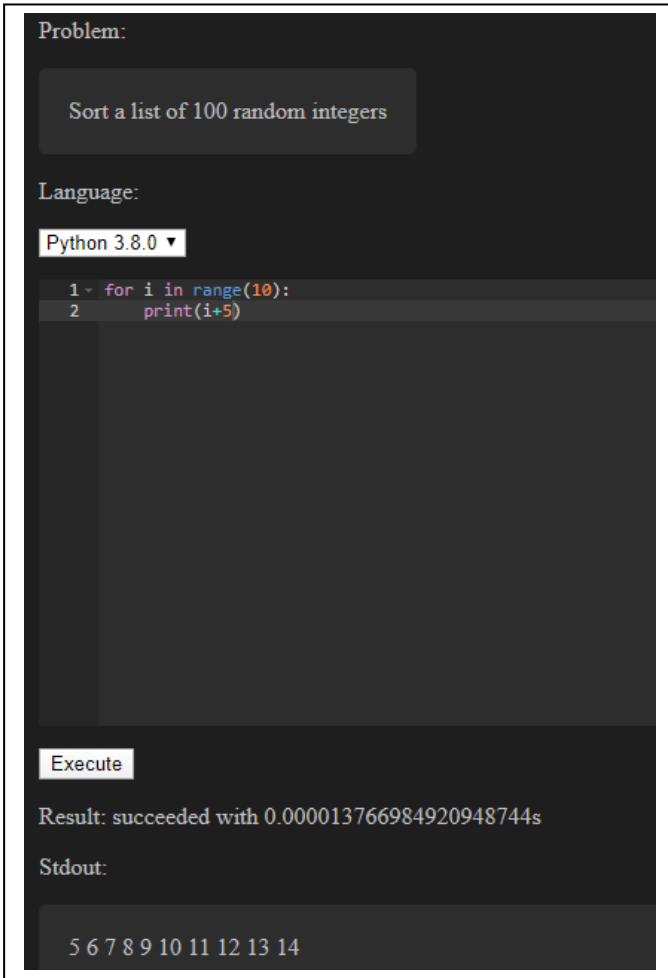 Problem:
Sort a list of 100 random integers
Language:
Python 3.8.0 ▼
1 for i in range(10):
2     print(i+5)
Execute
Result: succeeded with 0.000013766984920948744s
Stdout:
5 6 7 8 9 10 11 12 13 14